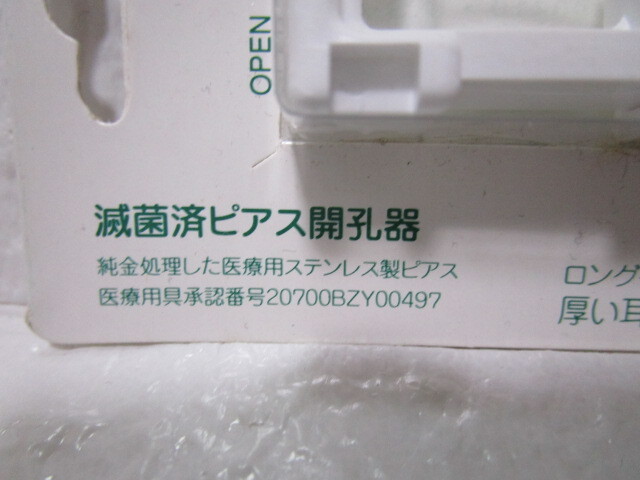 OPEN
滅菌済ピアス開孔器
純金処理した医療用ステンレス製ピアス
医療用具承認番号20700BZY00497
ロング
厚い耳